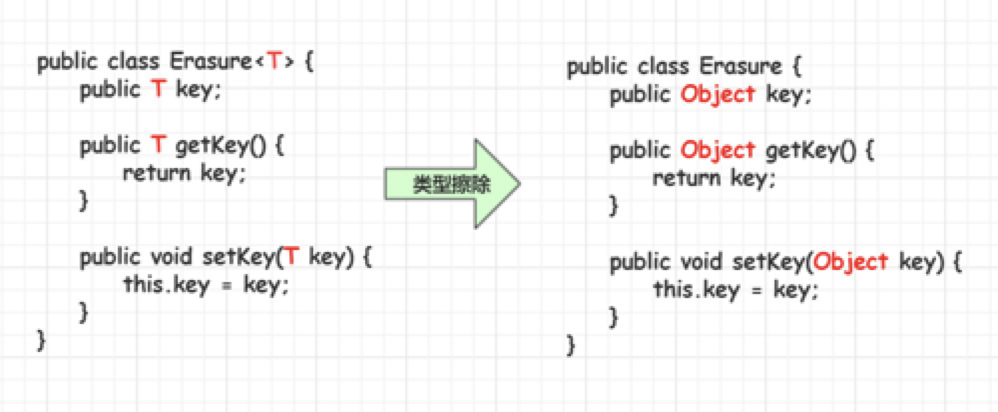 public class Erasure<T> {
public T key;
public T getKey() {
return key;
}
public void setKey(T key) {
this.key = key;
}
}
类型擦除
public class Erasure {
public Object key;
public Object getKey() {
return key;
}
public void setKey(Object key) {
this.key = key;
}
}